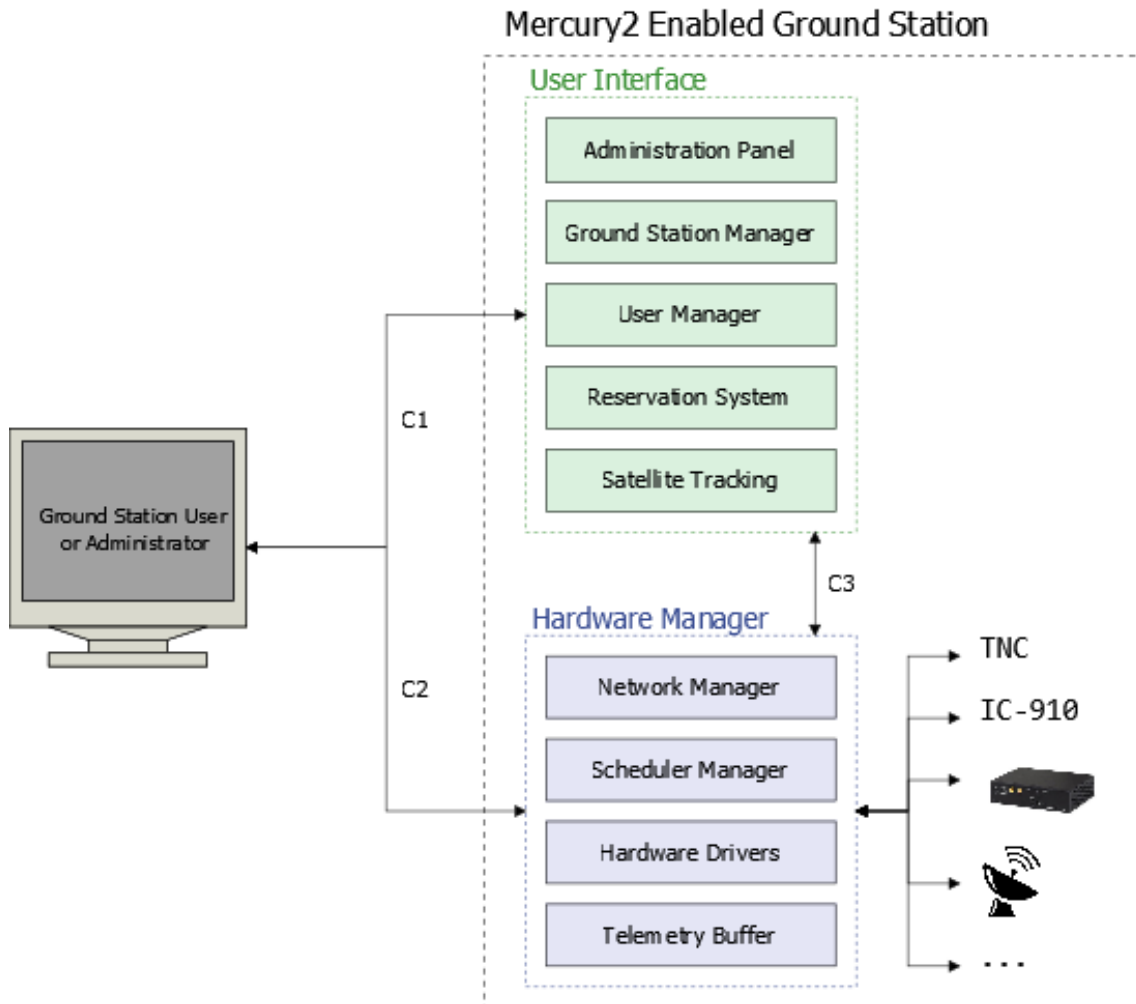 Mercury2 Enabled Ground Station
User Interface
Administration Panel
Ground Station Manager
User Manager
Reservation System
Satellite Tracking
C1
Ground Station User
or Administrator
C3
Hardware Manager
C2
Network Manager
Scheduler Manager
Hardware Drivers
Telemetry Buffer
TNC
IC-910
...